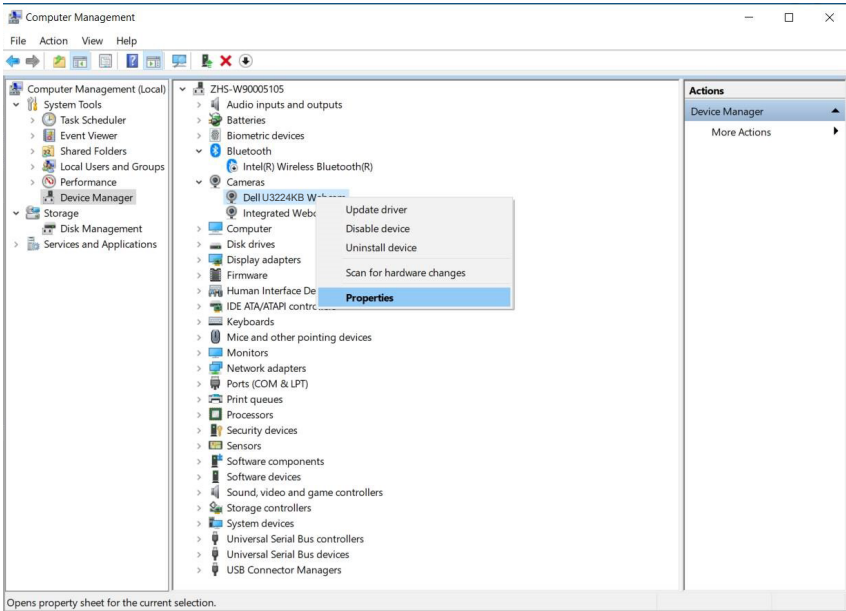 Computer Management
File Action View Help
Computer Management (Local)
System Tools
Task Scheduler
Event Viewer
Shared Folders
Local Users and Groups
Performance
Device Manager
Storage
Disk Management
Services and Applications
ZHS-W90005105
Audio inputs and outputs
Batteries
Biometric devices
Bluetooth
Intel(R) Wireless Bluetooth(R)
Cameras
Dell U3224KB
Integrated
Computer
Disk drives
Display adapters
Firmware
Human Interface
IDE ATA/ATAPI
Keyboards
Mice and other pointing devices
Monitors
Network adapters
Ports (COM & LPT)
Print queues
Processors
Security devices
Sensors
Software components
Software devices
Sound, video and game controllers
Storage controllers
System devices
Universal Serial Bus controllers
Universal Serial Bus devices
USB Connector Managers
Update driver
Disable device
Uninstall device
Scan for hardware changes
Properties
Actions
Device Manager
More Actions
Opens property sheet for the current selection.